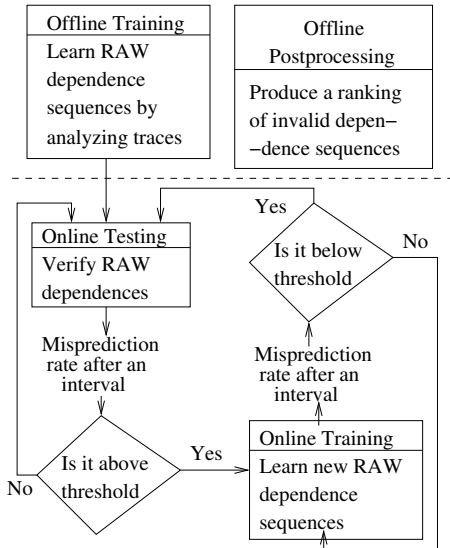 Offline Training
Learn RAW
dependence
sequences by
analyzing traces
Offline
Postprocessing
Produce a ranking
of invalid depen-
-dence sequences
Yes
No
Online Testing
Verify RAW
dependences
Is it below
threshold
Misprediction
rate after an
interval
Misprediction
rate after an
interval
Is it above
threshold
Yes
No
Online Training
Learn new RAW
dependence
sequences